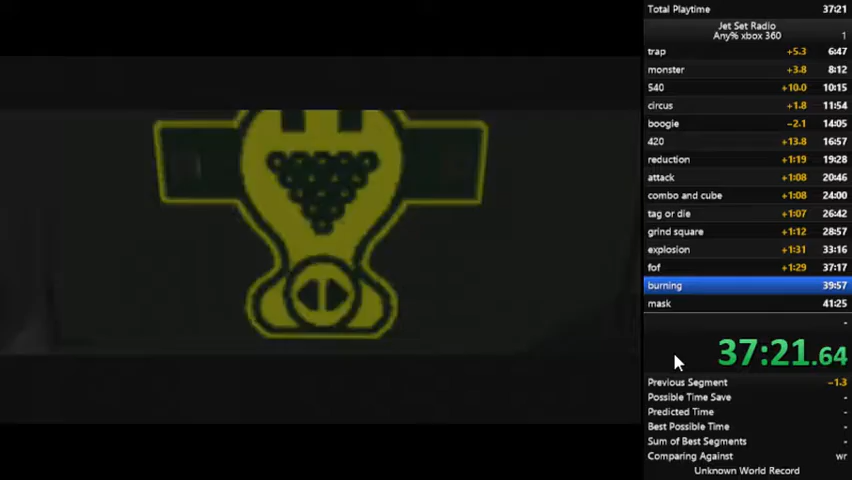 Total Playtime 37:21
Jet Set Radio
Any% xbox 360 1
trap +5.3 6:47
monster +3.8 8:12
540 +10.0 10:15
circus +1.8 11:54
boogie −2.1 14:05
420 +13.8 16:57
reduction +1:19 19:28
attack +1:08 20:46
combo and cube +1:08 24:00
tag or die +1:07 26:42
grind square +1:12 28:57
explosion +1:31 33:16
fof +1:29 37:17
burning 39:57
mask 41:25
-
37:21.64
Previous Segment −1.3
Possible Time Save -
Predicted Time -
Best Possible Time -
Sum of Best Segments -
Comparing Against wr
Unknown World Record